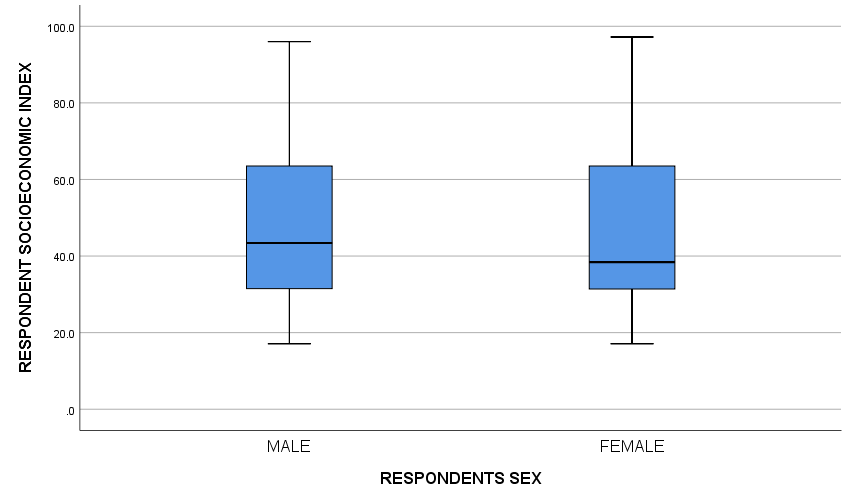 RESPONDENT SOCIOECONOMIC INDEX
100.0
80.0
60.0
40.0
20.0
.0
MALE
FEMALE
RESPONDENTS SEX